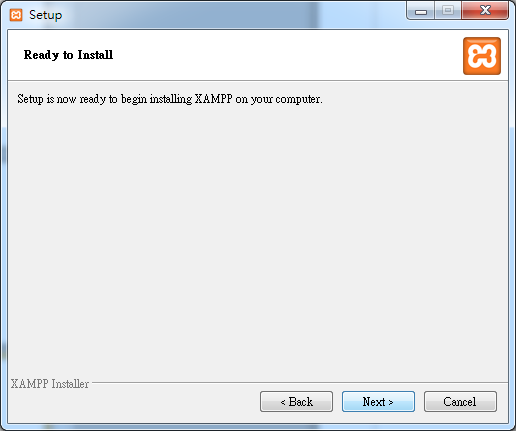 Setup
Ready to Install
Setup is now ready to begin installing XAMPP on your computer.
XAMPP Installer
< Back
Next >
Cancel